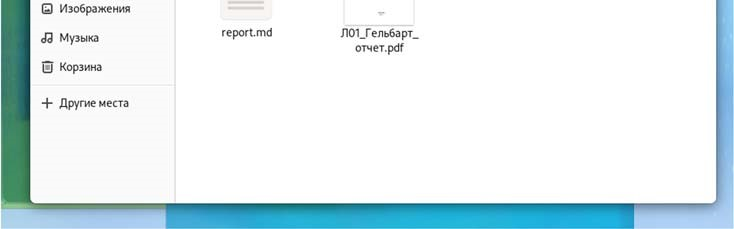 Изображения
Музыка
Корзина
Другие места
report.md
Л01_Гельбарт_
отчет.pdf